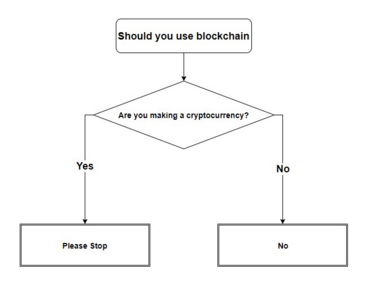 Should you use blockchain
Are you making a cryptocurrency?
Yes
No
Please Stop
No